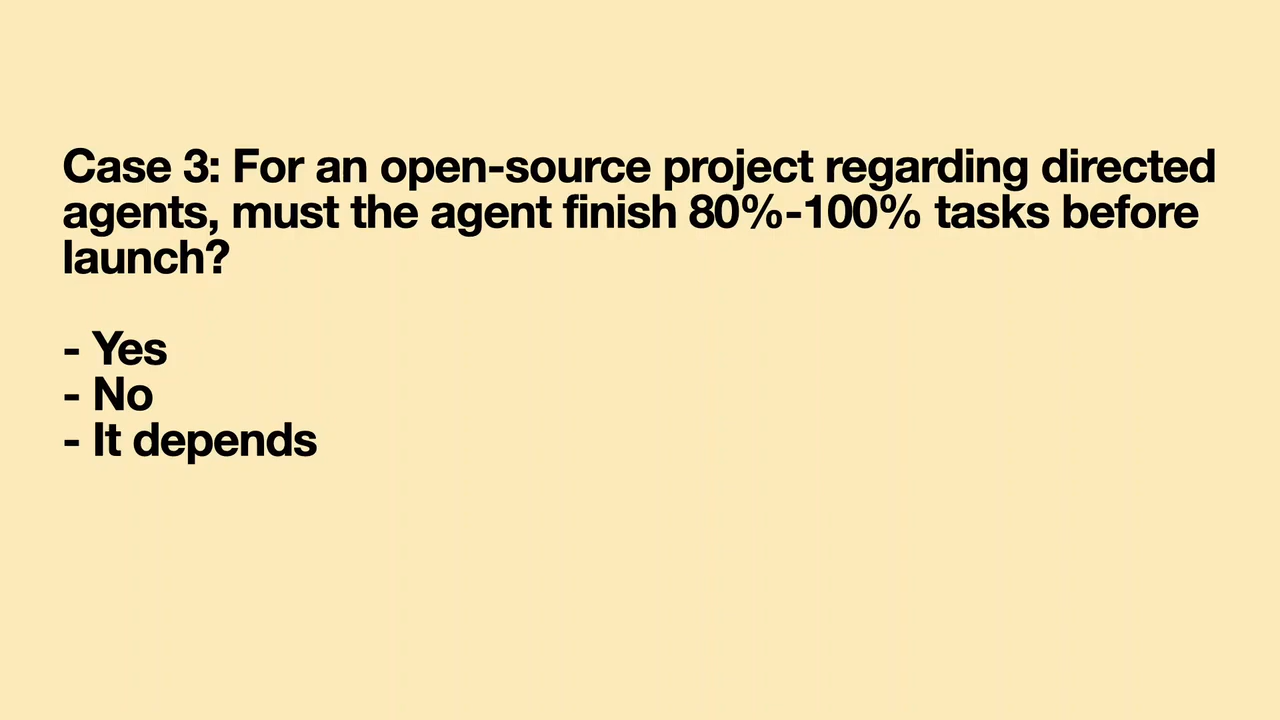 Case 3: For an open-source project regarding directed
agents, must the agent finish 80%-100% tasks before
launch?
- Yes
- No
- It depends